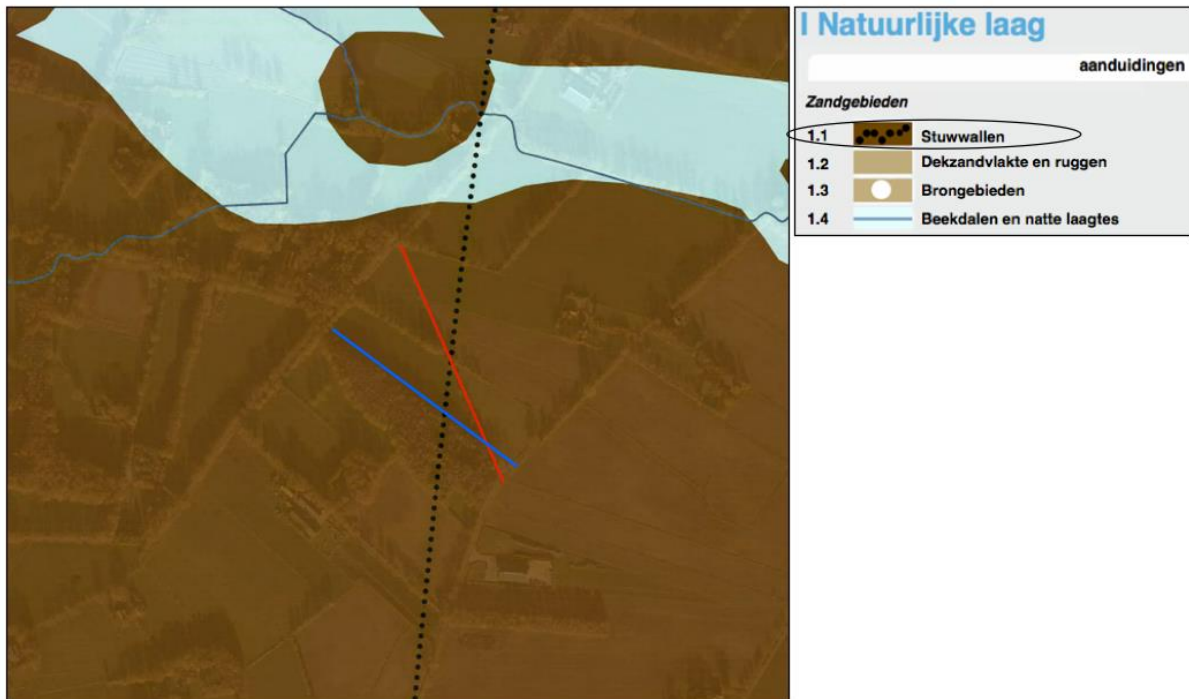 I Natuurlijke laag
aanduidingen
Zandgebieden
1.1 Stuwwallen
1.2 Dekzandvlakte en ruggen
1.3 Brongebieden
1.4 Beekdalen en natte laagtes